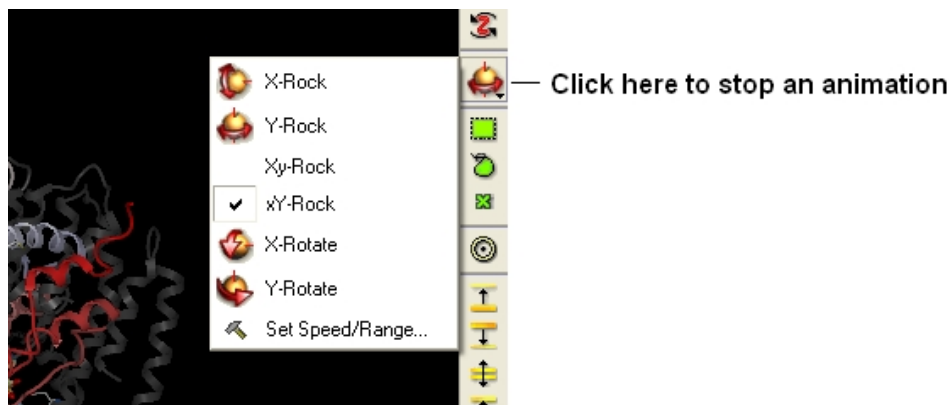 X-Rock
Click here to stop an animation
Y-Rock
Xy-Rock
xY-Rock
X-Rotate
Y-Rotate
Set Speed/Range...